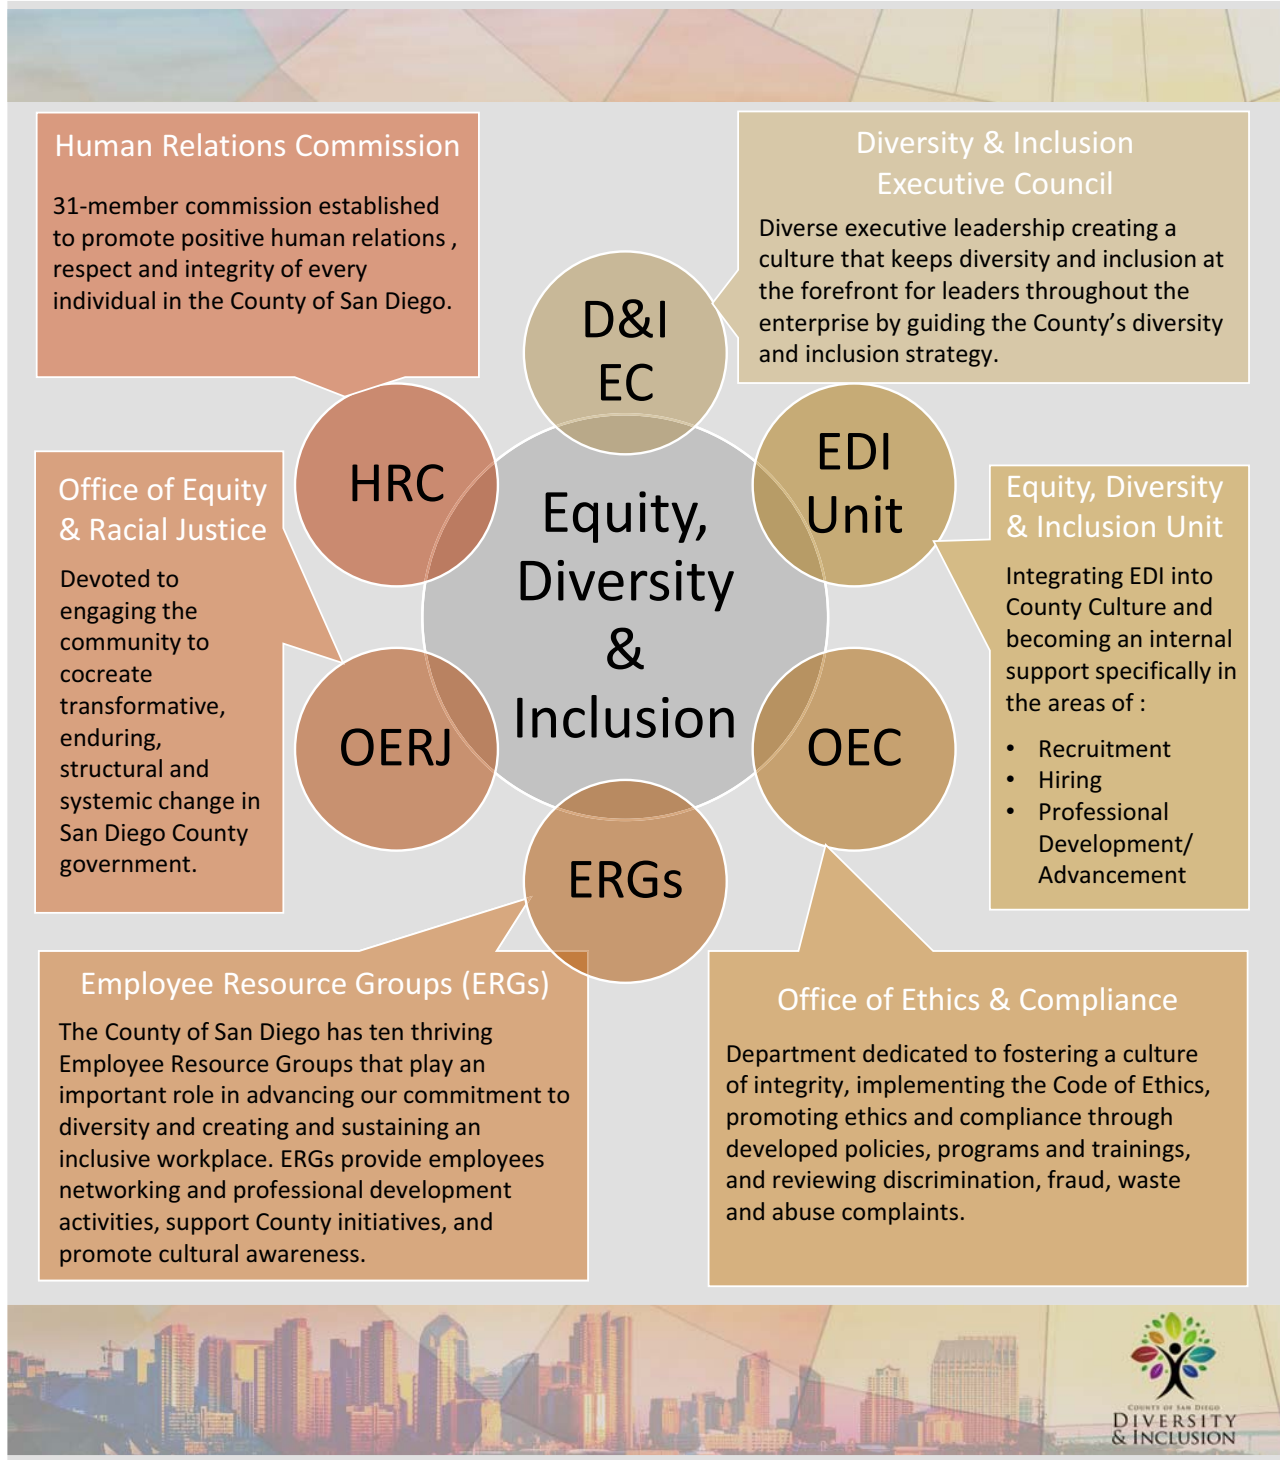 Human Relations Commission
31-member commission established
to promote positive human relations ,
respect and integrity of every
individual in the County of San Diego.
Diversity & Inclusion
Executive Council
Diverse executive leadership creating a
culture that keeps diversity and inclusion at
the forefront for leaders throughout the
enterprise by guiding the County's diversity
and inclusion strategy.
D&I
EC
HRC
EDI
Unit
Office of Equity
& Racial Justice
Devoted to
engaging the
community to
cocreate
transformative,
enduring,
structural and
systemic change in
San Diego County
government.
Equity,
Diversity
&
Inclusion
Equity, Diversity
& Inclusion Unit
Integrating EDI into
County Culture and
becoming an internal
support specifically in
the areas of :
• Recruitment
• Hiring
• Professional
Development/
Advancement
OERJ
OEC
ERGs
Employee Resource Groups (ERGs)
The County of San Diego has ten thriving
Employee Resource Groups that play an
important role in advancing our commitment to
diversity and creating and sustaining an
inclusive workplace. ERGs provide employees
networking and professional development
activities, support County initiatives, and
promote cultural awareness.
Office of Ethics & Compliance
Department dedicated to fostering a culture
of integrity, implementing the Code of Ethics,
promoting ethics and compliance through
developed policies, programs and trainings,
and reviewing discrimination, fraud, waste
and abuse complaints.
COUNTY OF SAN DIEGO
DIVERSITY
& INCLUSION